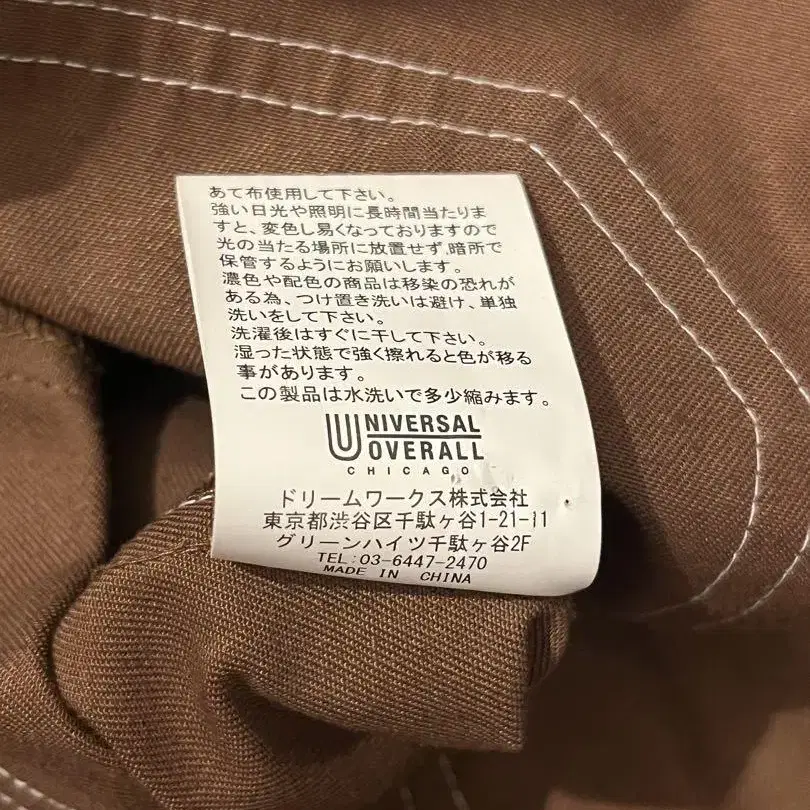 あて布使用して下さい。
強い日光や照明に長時間当たりま
すと、変色し易くなっておりますので
光の当たる場所に放置せず、暗所で
保管するようにお願いします。
濃色や配色の商品は移染の恐れが
ある為、つけ置き洗いは避け、単独
洗いをして下さい。
洗濯後はすぐに干して下さい。
湿った状態で強く擦れると色が移る
事があります。
この製品は水洗いで多少縮みます。
UNIVERSAL
OVERALL
CHICAGO
ドリームワークス株式会社
東京都渋谷区千駄ヶ谷1-21-11
グリーンハイツ千駄ヶ谷2F
TEL:03-6447-2470
MADE IN CHINA